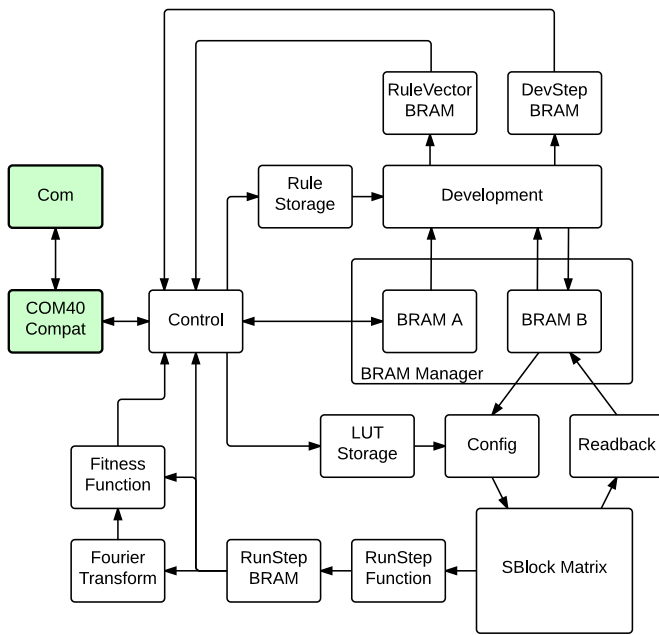 RuleVector
BRAM
DevStep
BRAM
Com
Rule
Storage
Development
COM40
Compat
Control
BRAM A
BRAM B
BRAM Manager
LUT
Storage
Config
Readback
Fitness
Function
Fourier
Transform
RunStep
BRAM
RunStep
Function
SBlock Matrix